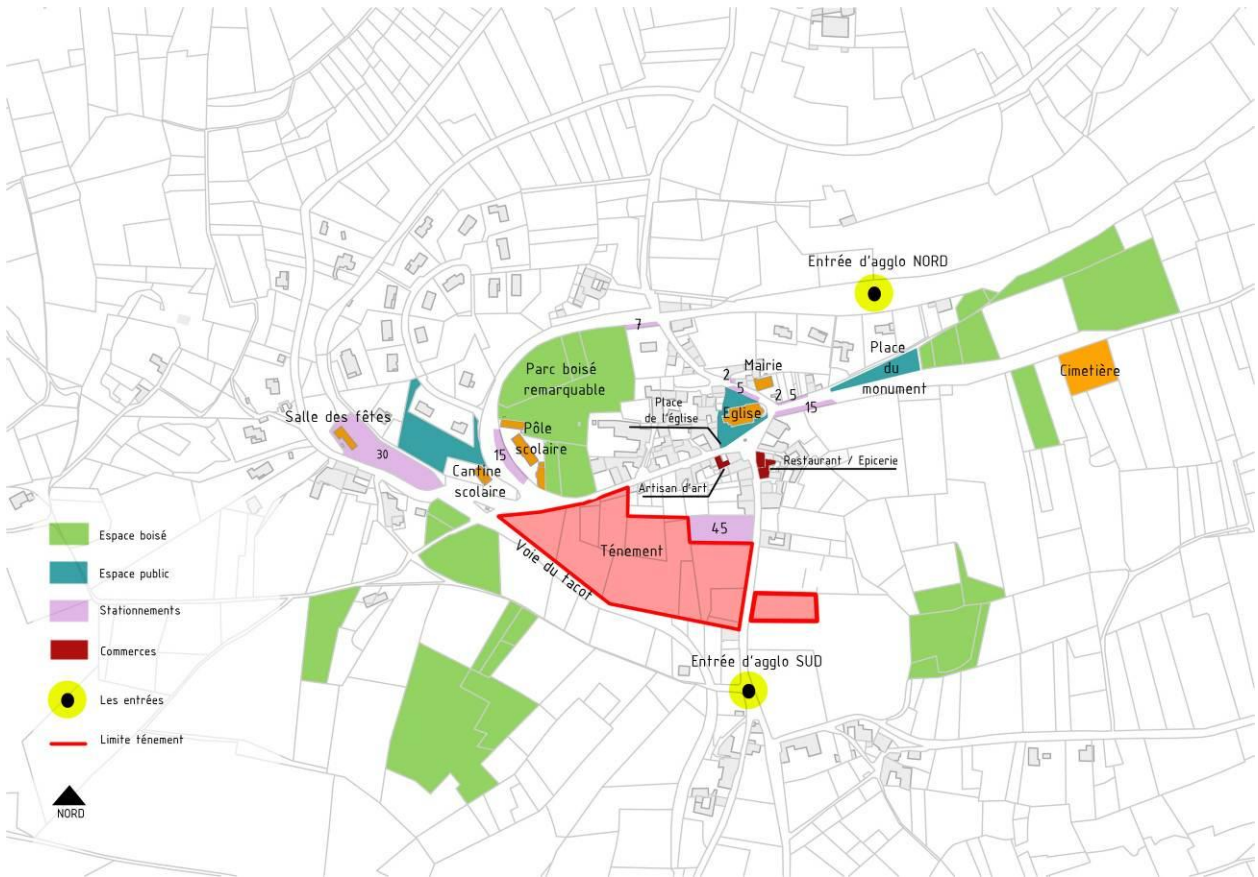 Entrée d'agglo NORD
7
Parc boisé
remarquable
Mairie
2
5
Place
du
monument
2 5
15
Cimetière
Place
de l'église
Eglise
Salle des fêtes
30
Pôle
scolaire
15
Cantine
scolaire
Restaurant / Epicerie
Artisan d'art
45
Ténement
Voie du tacot
Entrée d'agglo SUD
Espace boisé
Espace public
Stationnements
Commerces
Les entrées
Limite ténement
NORD